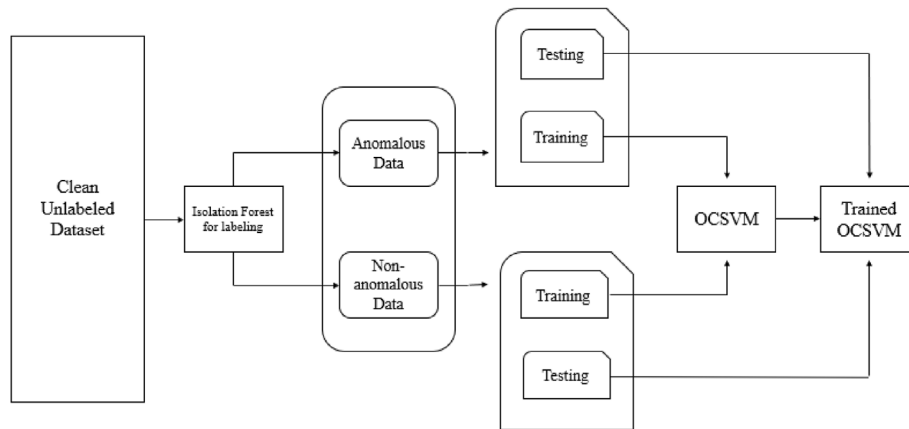 Clean
Unlabeled
Dataset
Isolation Forest
for labeling
Anomalous
Data
Non-
anomalous
Data
Testing
Training
Training
Testing
OCSVM
Trained
OCSVM